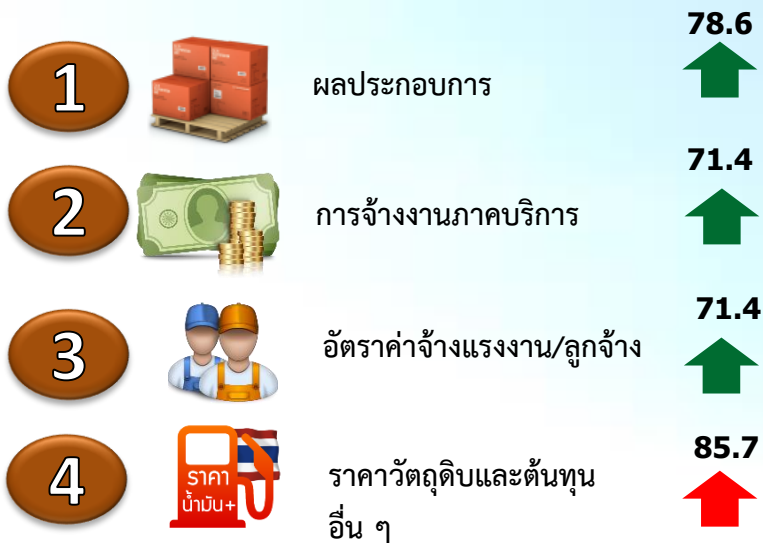 1
ผลประกอบการ
78.6
2
การจ้างงานภาคบริการ
71.4
3
อัตราค่าจ้างแรงงาน/ลูกจ้าง
71.4
4
ราคา
น้ำมัน+
ราคาวัตถุดิบและต้นทุน
อื่น ๆ
85.7